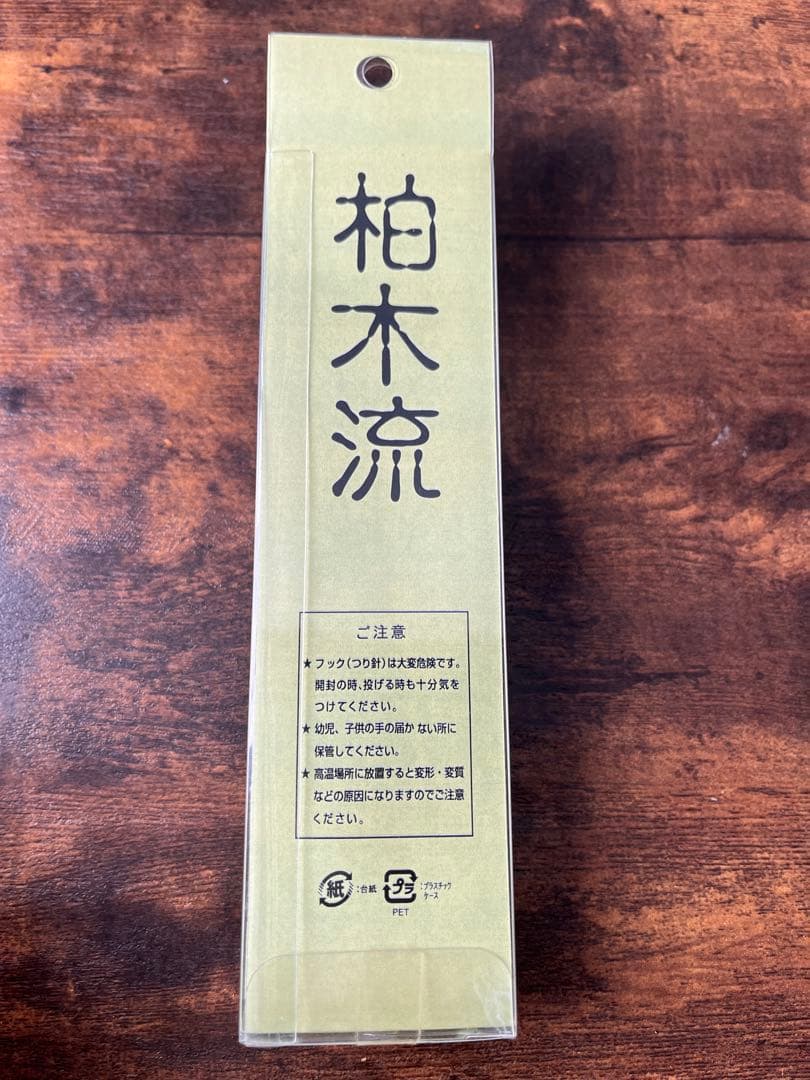 柏木流
ご注意
★フック(つり針)は大変危険です。
開封の時、投げる時も十分気を
つけてください。
★幼児、子供の手の届か ない所に
保管してください。
★高温場所に放置すると変形・変質
などの原因になりますのでご注意
ください。
紙:台紙
プラ:プラスチック
ケース
PET